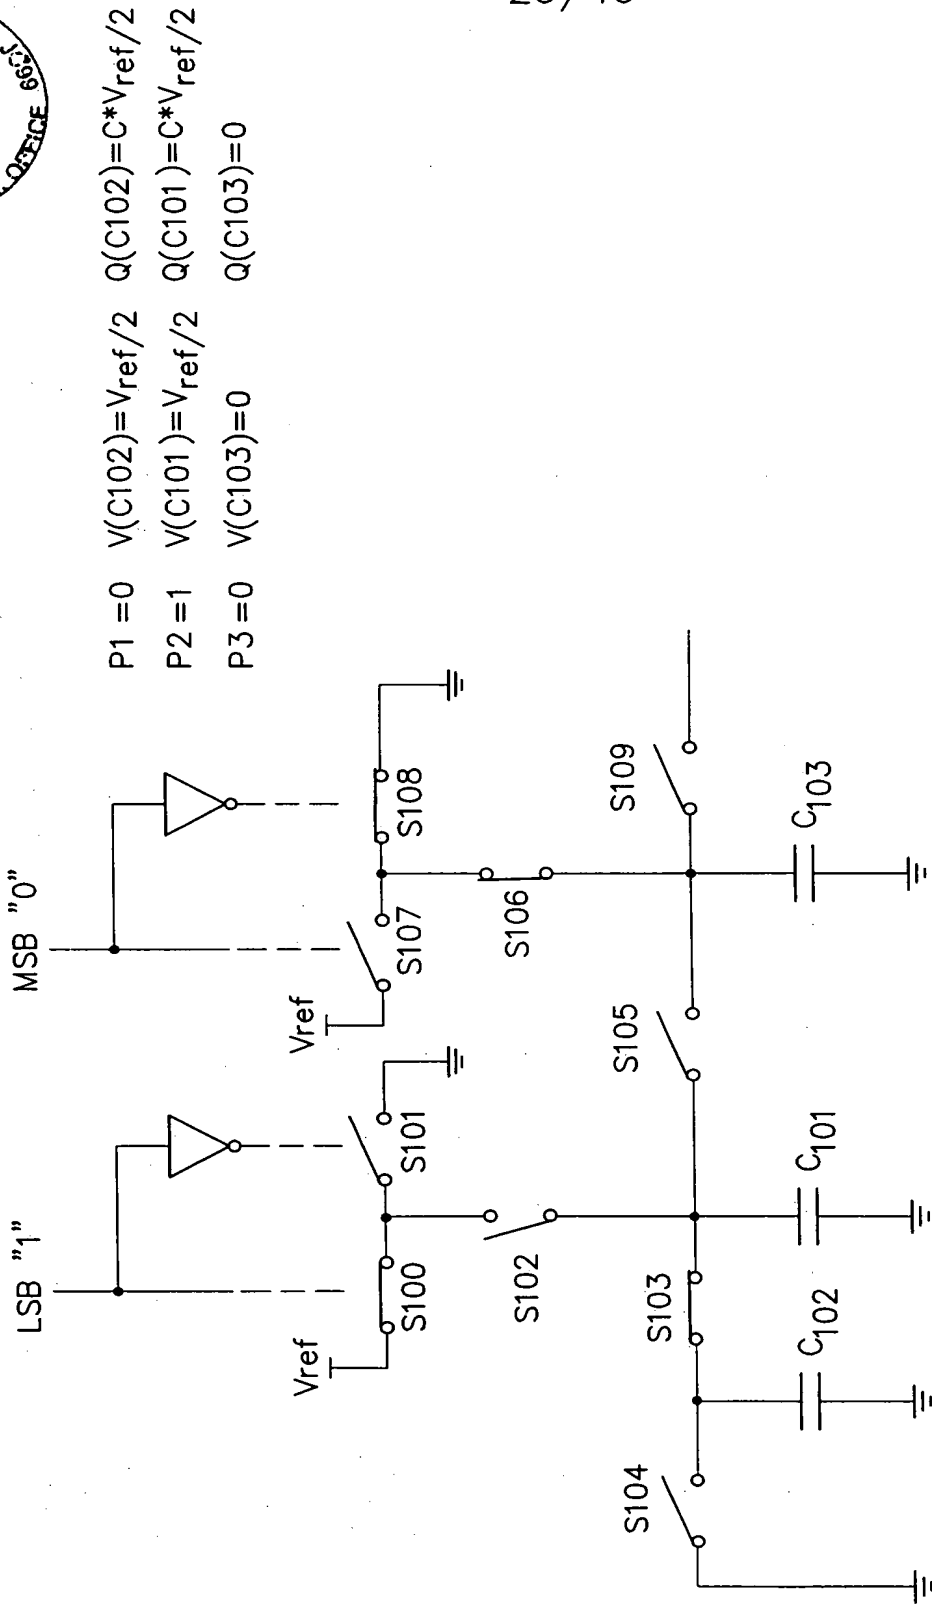 P1=0 V(C102)=Vref/2 Q(C102)=C*Vref/2
P2=1 V(C101)=Vref/2 Q(C101)=C*Vref/2
P3=0 V(C103)=0 Q(C103)=0
LSB "1"
MSB "0"
Vref
S100
S101
Vref
S107
S108
S102
S106
S104
S103
S105
S109
C102
C101
C103
OFFICE